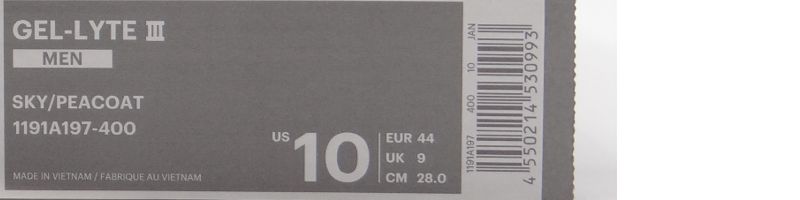 GEL-LYTE III
MEN
SKY/PEACOAT
1191A197-400
US 10
EUR 44
UK 9
CM 28.0
MADE IN VIETNAM / FABRIQUE AU VIETNAM
1191A197 400 10 JAN
4 550214 530993